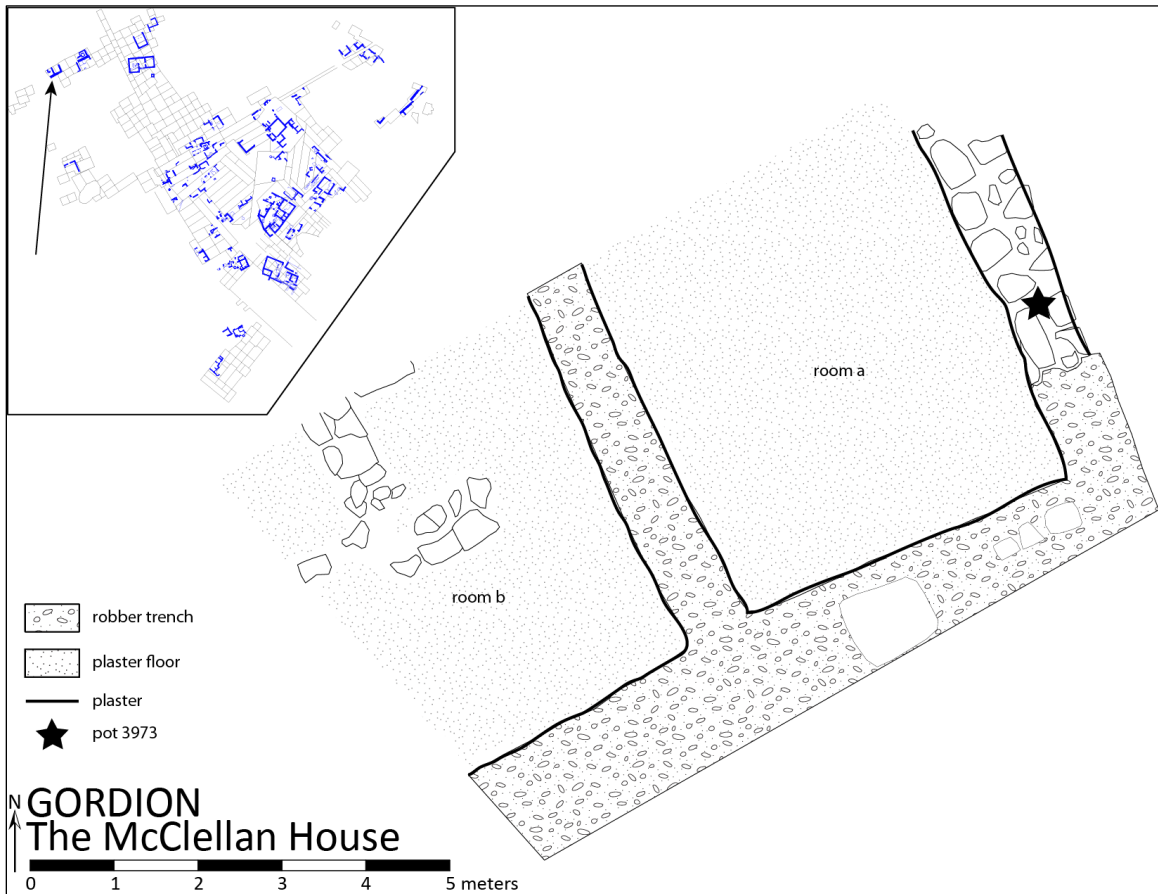 room a
room b
robber trench
plaster floor
plaster
pot 3973
N
GORDION
The McClellan House
0 1 2 3 4 5 meters